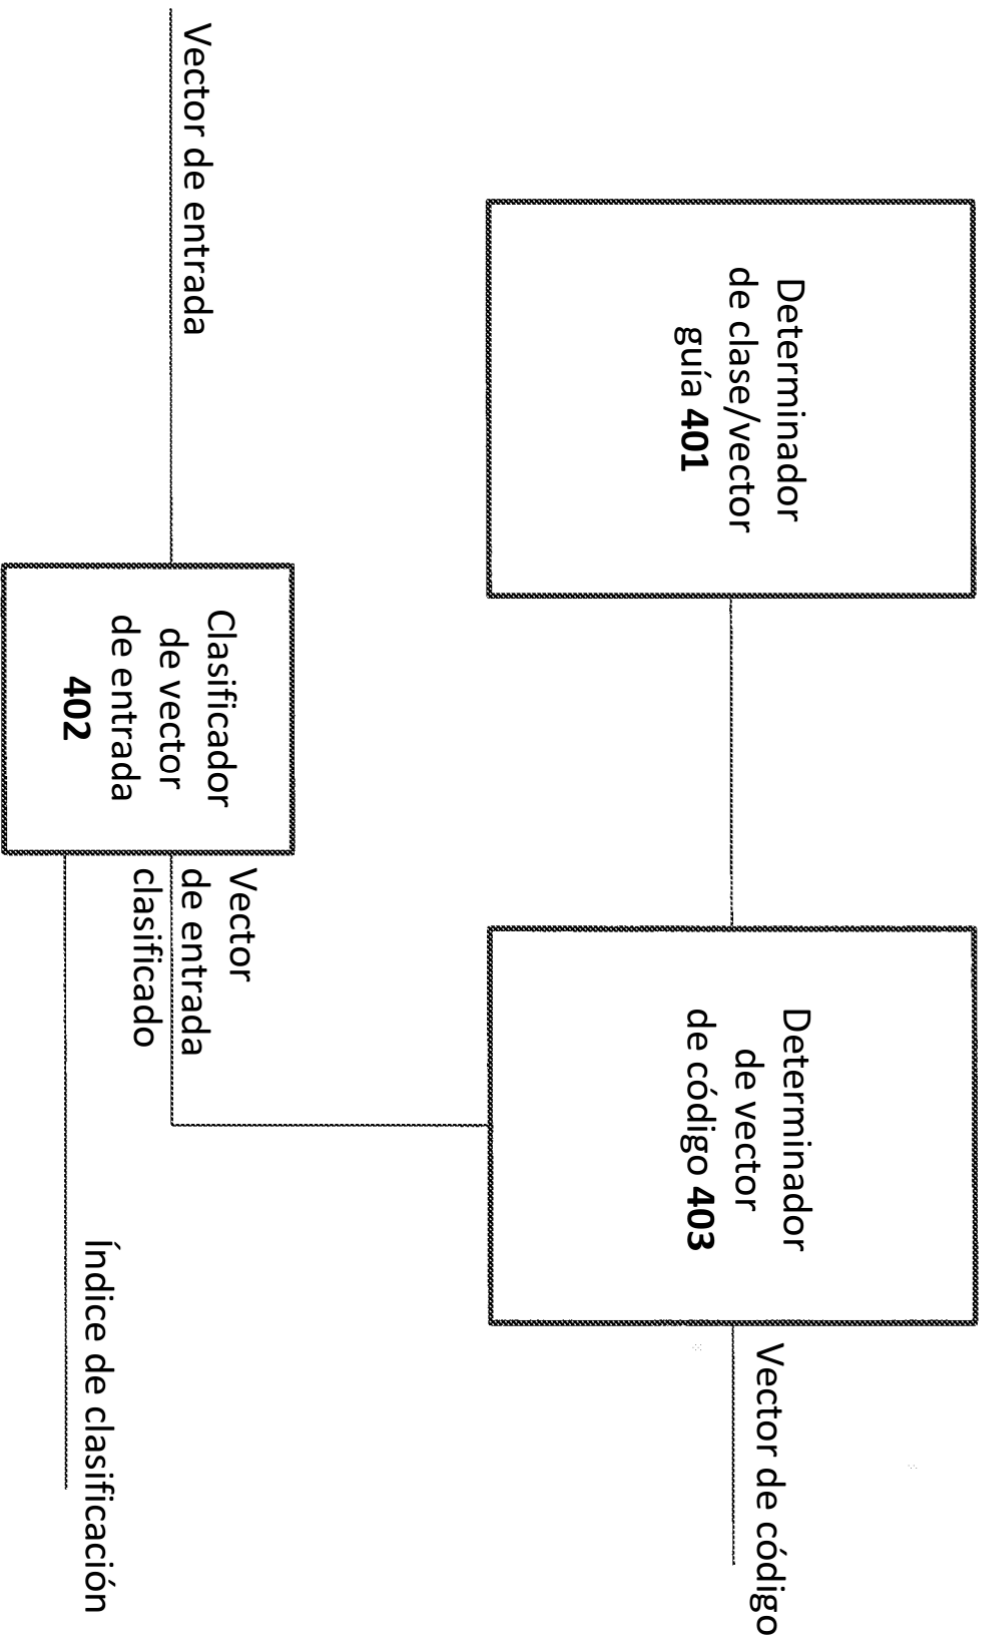 Determinador
de clase/vector
guía 401
Determinador
de vector
de código 403
Vector de código
Vector de entrada
Clasificador
de vector
de entrada
402
Vector
de entrada
clasificado
Índice de clasificación